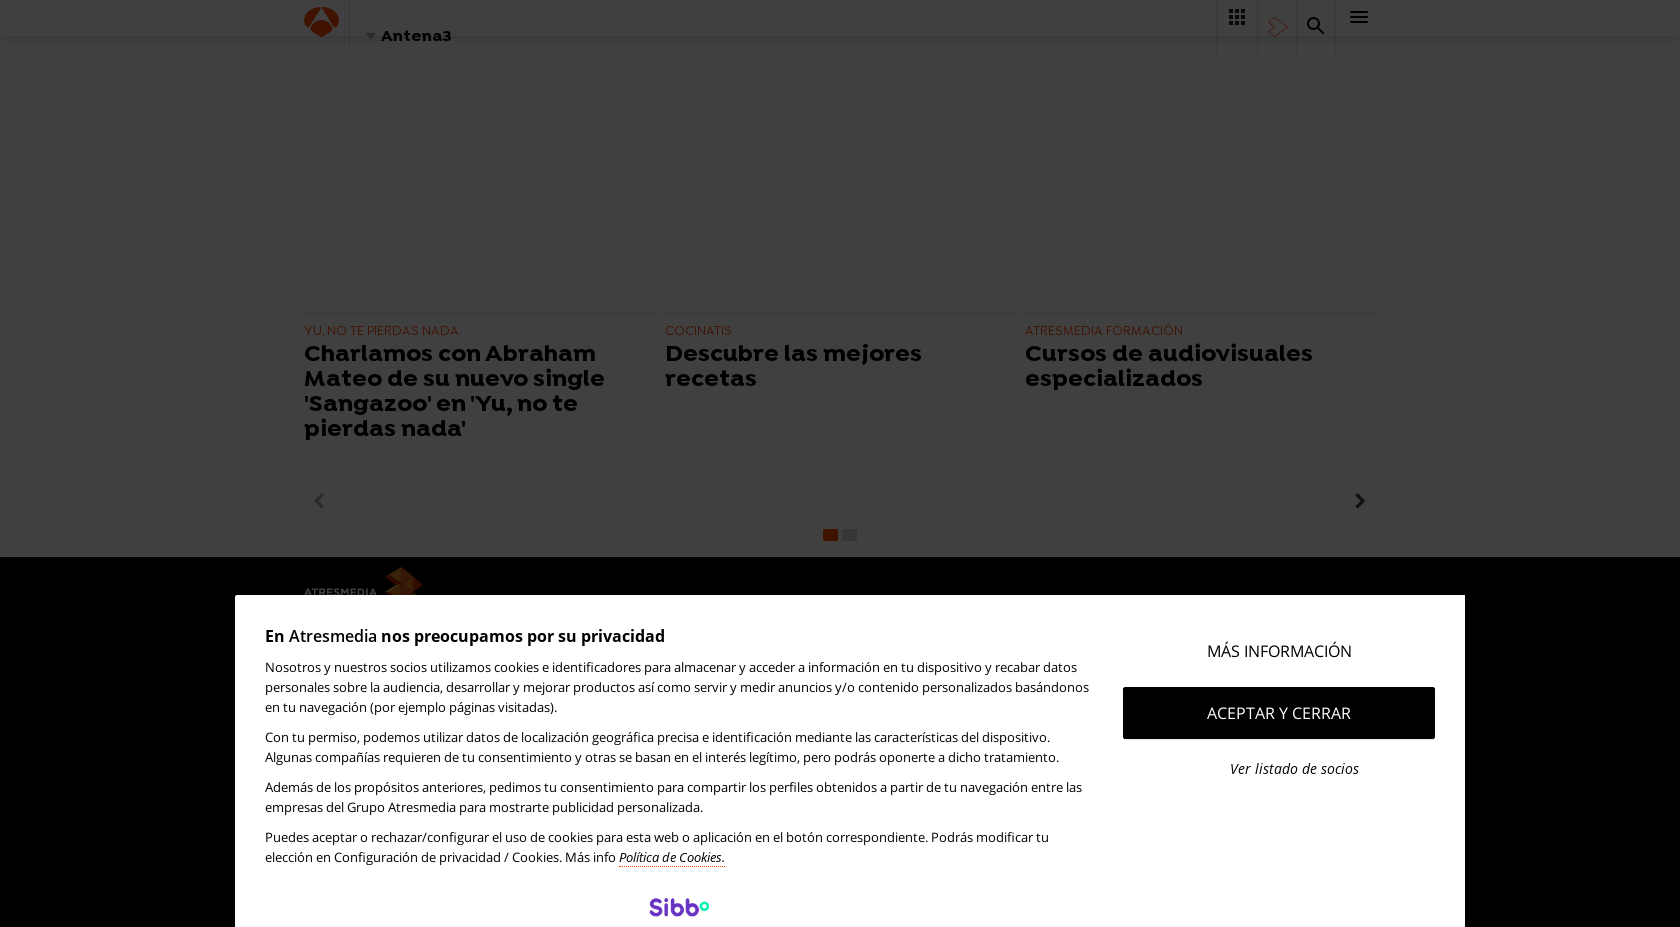 Antena3
YU, NO TE PIERDAS NADA
Charlamos con Abraham
Mateo de su nuevo single
'Sangazoo' en 'Yu, no te
pierdas nada'
COCINATIS
Descubre las mejores
recetas
ATRESMEDIA FORMACIÓN
Cursos de audiovisuales
especializados
ATRESMEDIA
En Atresmedia nos preocupamos por su privacidad
Nosotros y nuestros socios utilizamos cookies e identificadores para almacenar y acceder a información en tu dispositivo y recabar datos
personales sobre la audiencia, desarrollar y mejorar productos así como servir y medir anuncios y/o contenido personalizados basándonos
en tu navegación (por ejemplo páginas visitadas).
Con tu permiso, podemos utilizar datos de localización geográfica precisa e identificación mediante las características del dispositivo.
Algunas compañías requieren de tu consentimiento y otras se basan en el interés legítimo, pero podrás oponerte a dicho tratamiento.
Además de los propósitos anteriores, pedimos tu consentimiento para compartir los perfiles obtenidos a partir de tu navegación entre las
empresas del Grupo Atresmedia para mostrarte publicidad personalizada.
Puedes aceptar o rechazar/configurar el uso de cookies para esta web o aplicación en el botón correspondiente. Podrás modificar tu
elección en Configuración de privacidad / Cookies. Más info Política de Cookies.
MÁS INFORMACIÓN
ACEPTAR Y CERRAR
Ver listado de socios
Sibbo